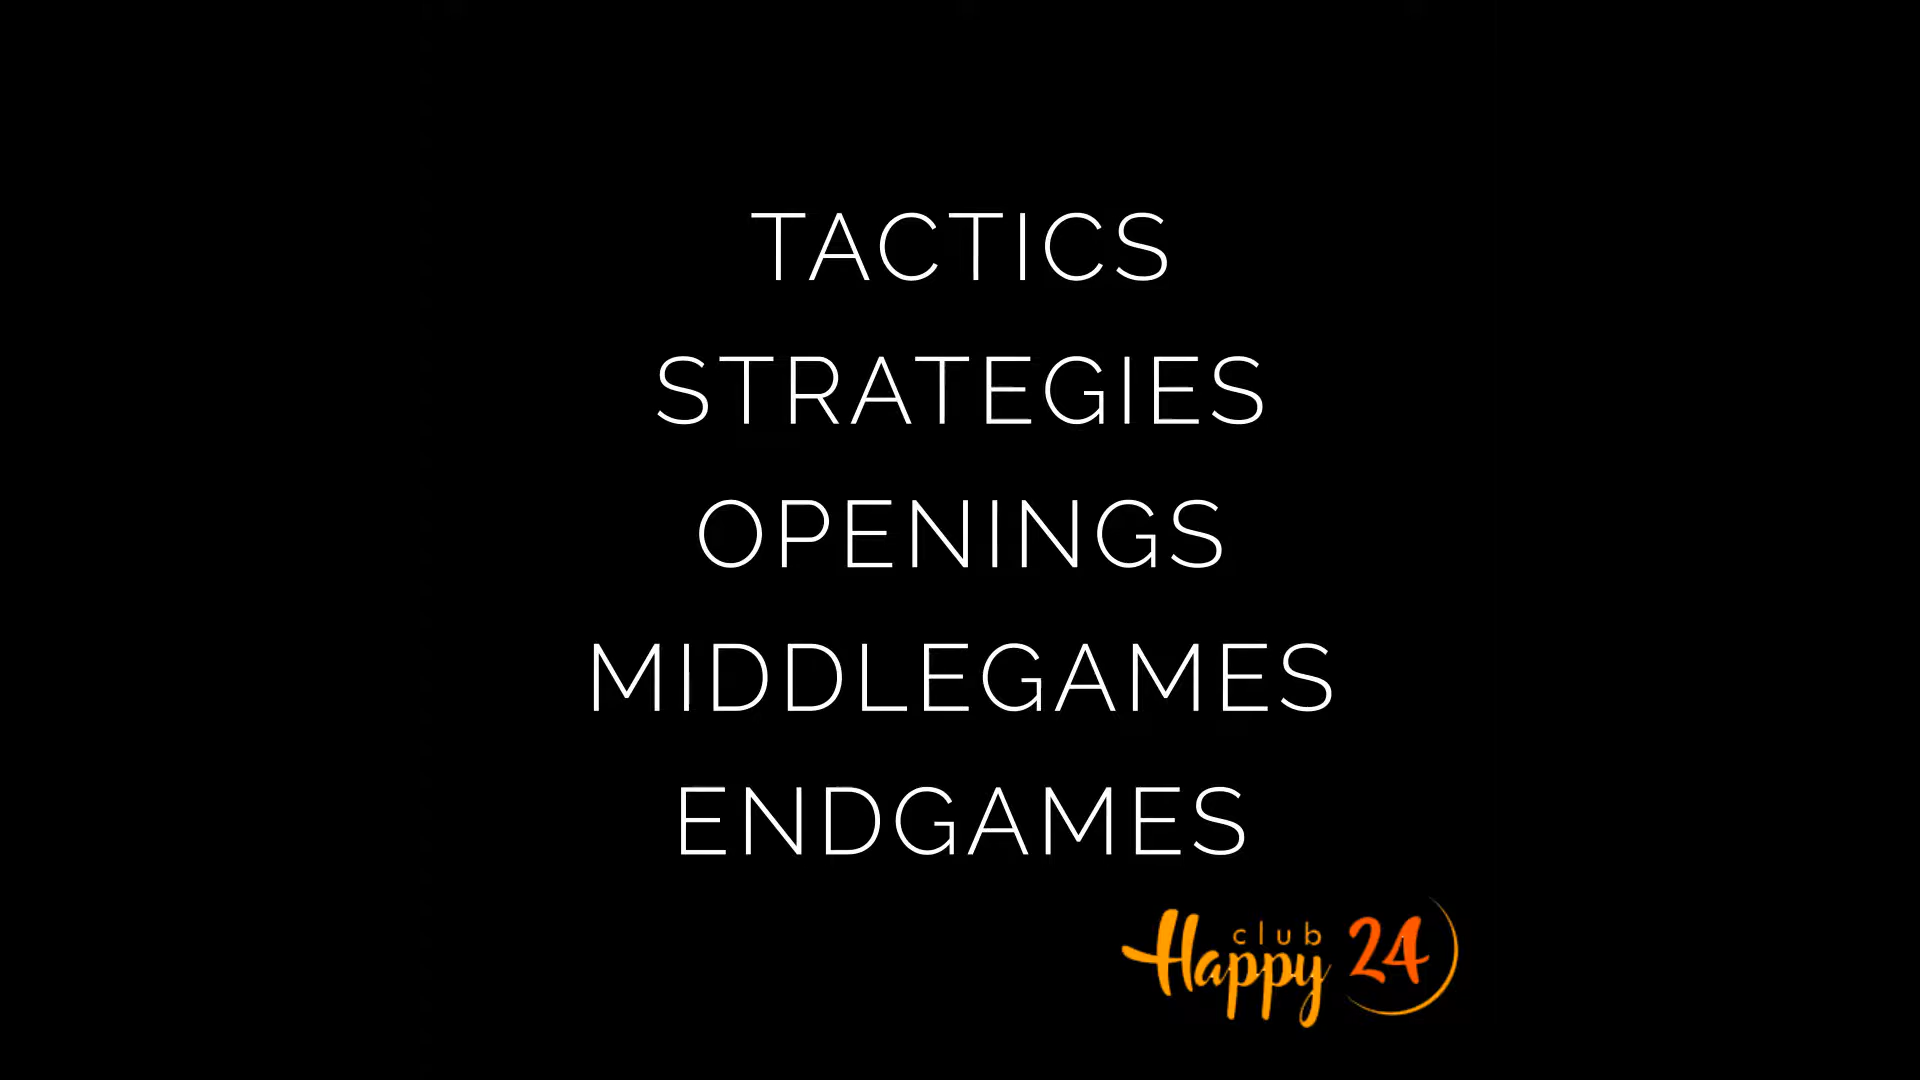 TACTICS
STRATEGIES
OPENINGS
MIDDLEGAMES
ENDGAMES
club
Happy 24